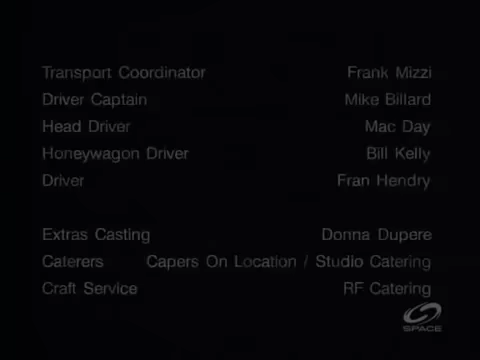 Transport Coordinator Frank Mizzi
Driver Captain Mike Billard
Head Driver Mac Day
Honeywagon Driver Bill Kelly
Driver Fran Hendry
Extras Casting Donna Dupere
Caterers Capers On Location / Studio Catering
Craft Service RF Catering
SPACE